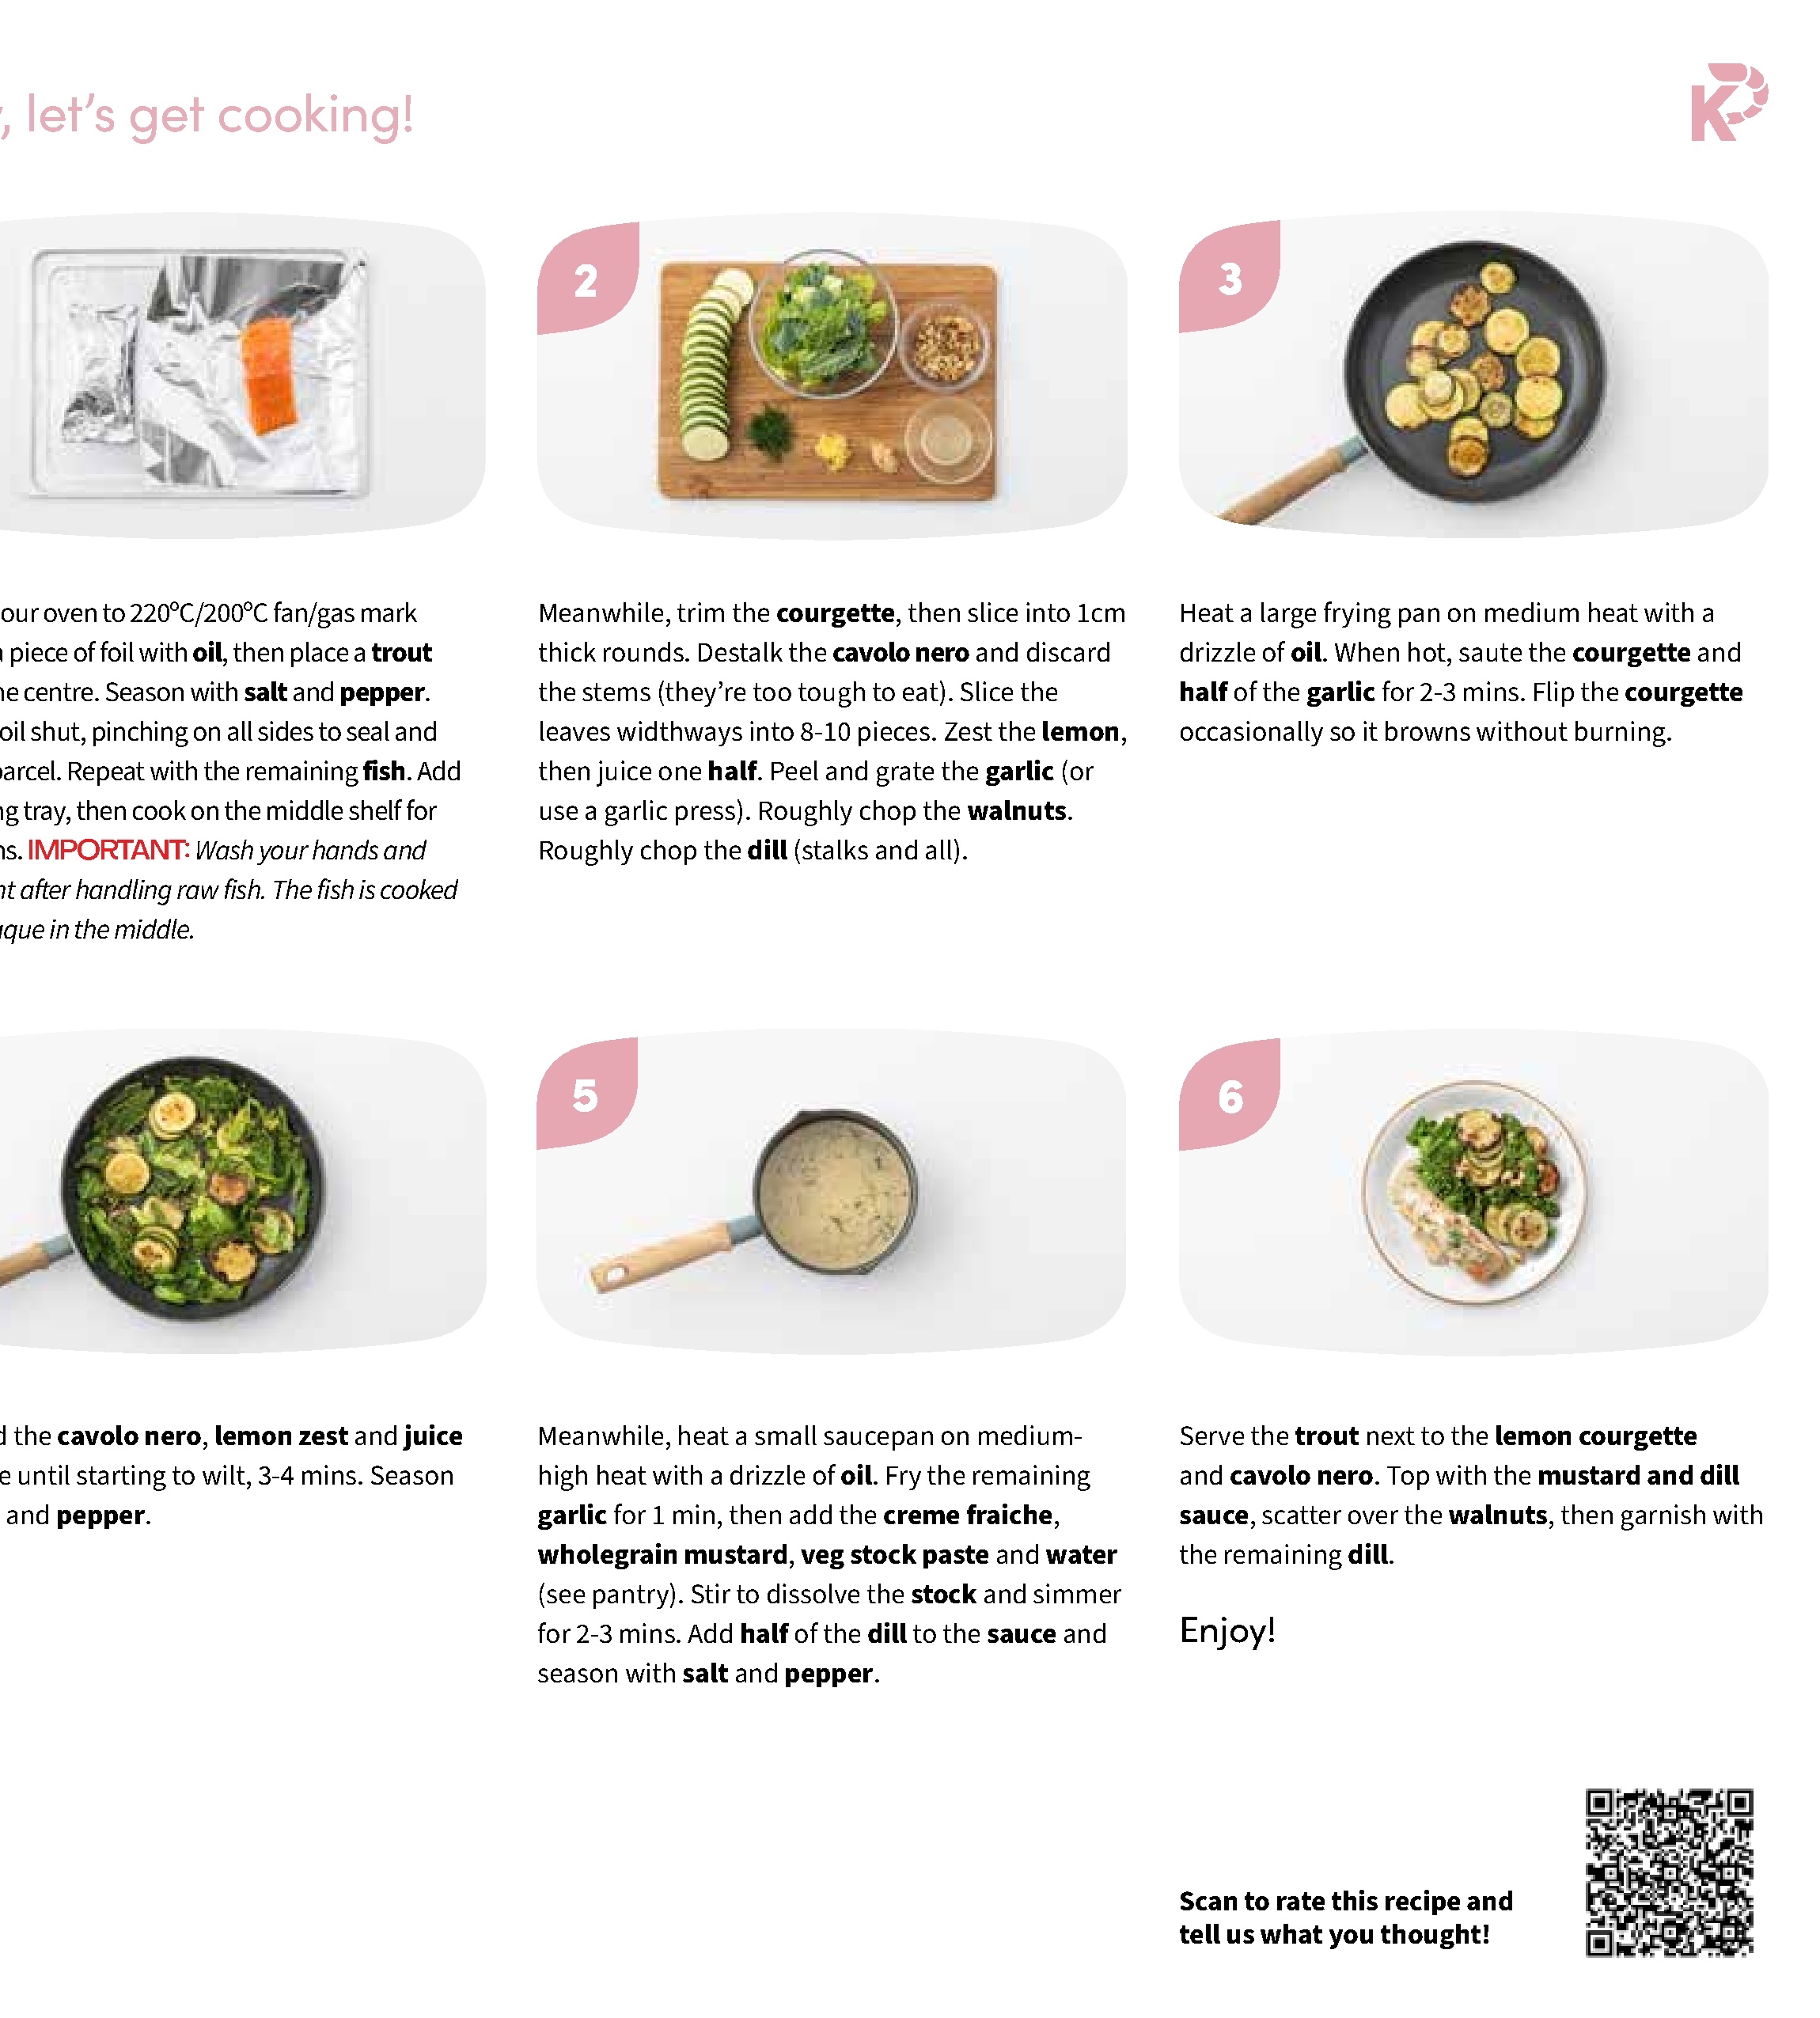 , let's get cooking!
2
3
our oven to 220°C/200°C fan/gas mark
piece of foil with oil, then place a trout
centre. Season with salt and pepper.
shut, pinching on all sides to seal and
Repeat with the remaining fish. Add
tray, then cook on the middle shelf for
IMPORTANT: Wash your hands and
after handling raw fish. The fish is cooked
in the middle.
Meanwhile, trim the courgette, then slice into 1cm
thick rounds. Destalk the cavolo nero and discard
the stems (they're too tough to eat). Slice the
leaves widthways into 8-10 pieces. Zest the lemon,
then juice one half. Peel and grate the garlic (or
use a garlic press). Roughly chop the walnuts.
Roughly chop the dill (stalks and all).
Heat a large frying pan on medium heat with a
drizzle of oil. When hot, saute the courgette and
half of the garlic for 2-3 mins. Flip the courgette
occasionally so it browns without burning.
5
6
the cavolo nero, lemon zest and juice
until starting to wilt, 3-4 mins. Season
and pepper.
Meanwhile, heat a small saucepan on medium-
high heat with a drizzle of oil. Fry the remaining
garlic for 1 min, then add the creme fraiche,
wholegrain mustard, veg stock paste and water
(see pantry). Stir to dissolve the stock and simmer
for 2-3 mins. Add half of the dill to the sauce and
season with salt and pepper.
Serve the trout next to the lemon courgette
and cavolo nero. Top with the mustard and dill
sauce, scatter over the walnuts, then garnish with
the remaining dill.
Enjoy!
Scan to rate this recipe and
tell us what you thought!